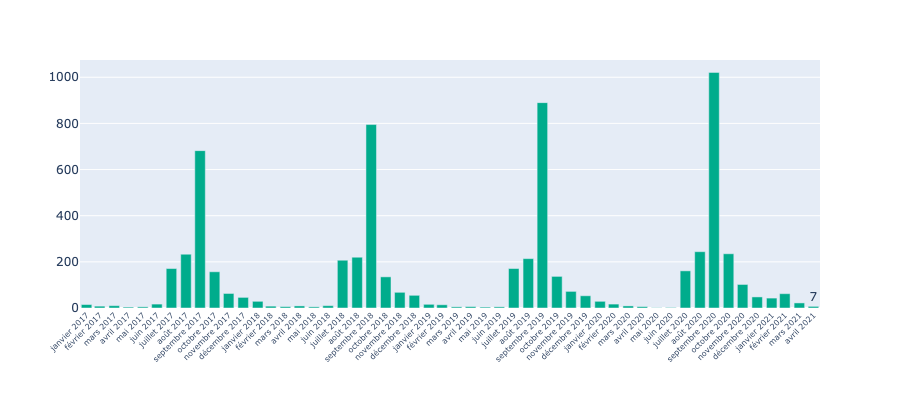 1000
800
600
400
200
0
7
janvier 2017
février 2017
mars 2017
avril 2017
mai 2017
juin 2017
juillet 2017
août 2017
septembre 2017
octobre 2017
novembre 2017
décembre 2017
janvier 2018
février 2018
mars 2018
avril 2018
mai 2018
juin 2018
juillet 2018
août 2018
septembre 2018
octobre 2018
novembre 2018
décembre 2018
janvier 2019
février 2019
mars 2019
avril 2019
mai 2019
juin 2019
juillet 2019
août 2019
septembre 2019
octobre 2019
novembre 2019
décembre 2019
janvier 2020
février 2020
mars 2020
avril 2020
mai 2020
juin 2020
juillet 2020
août 2020
septembre 2020
octobre 2020
novembre 2020
décembre 2020
janvier 2021
février 2021
mars 2021
avril 2021